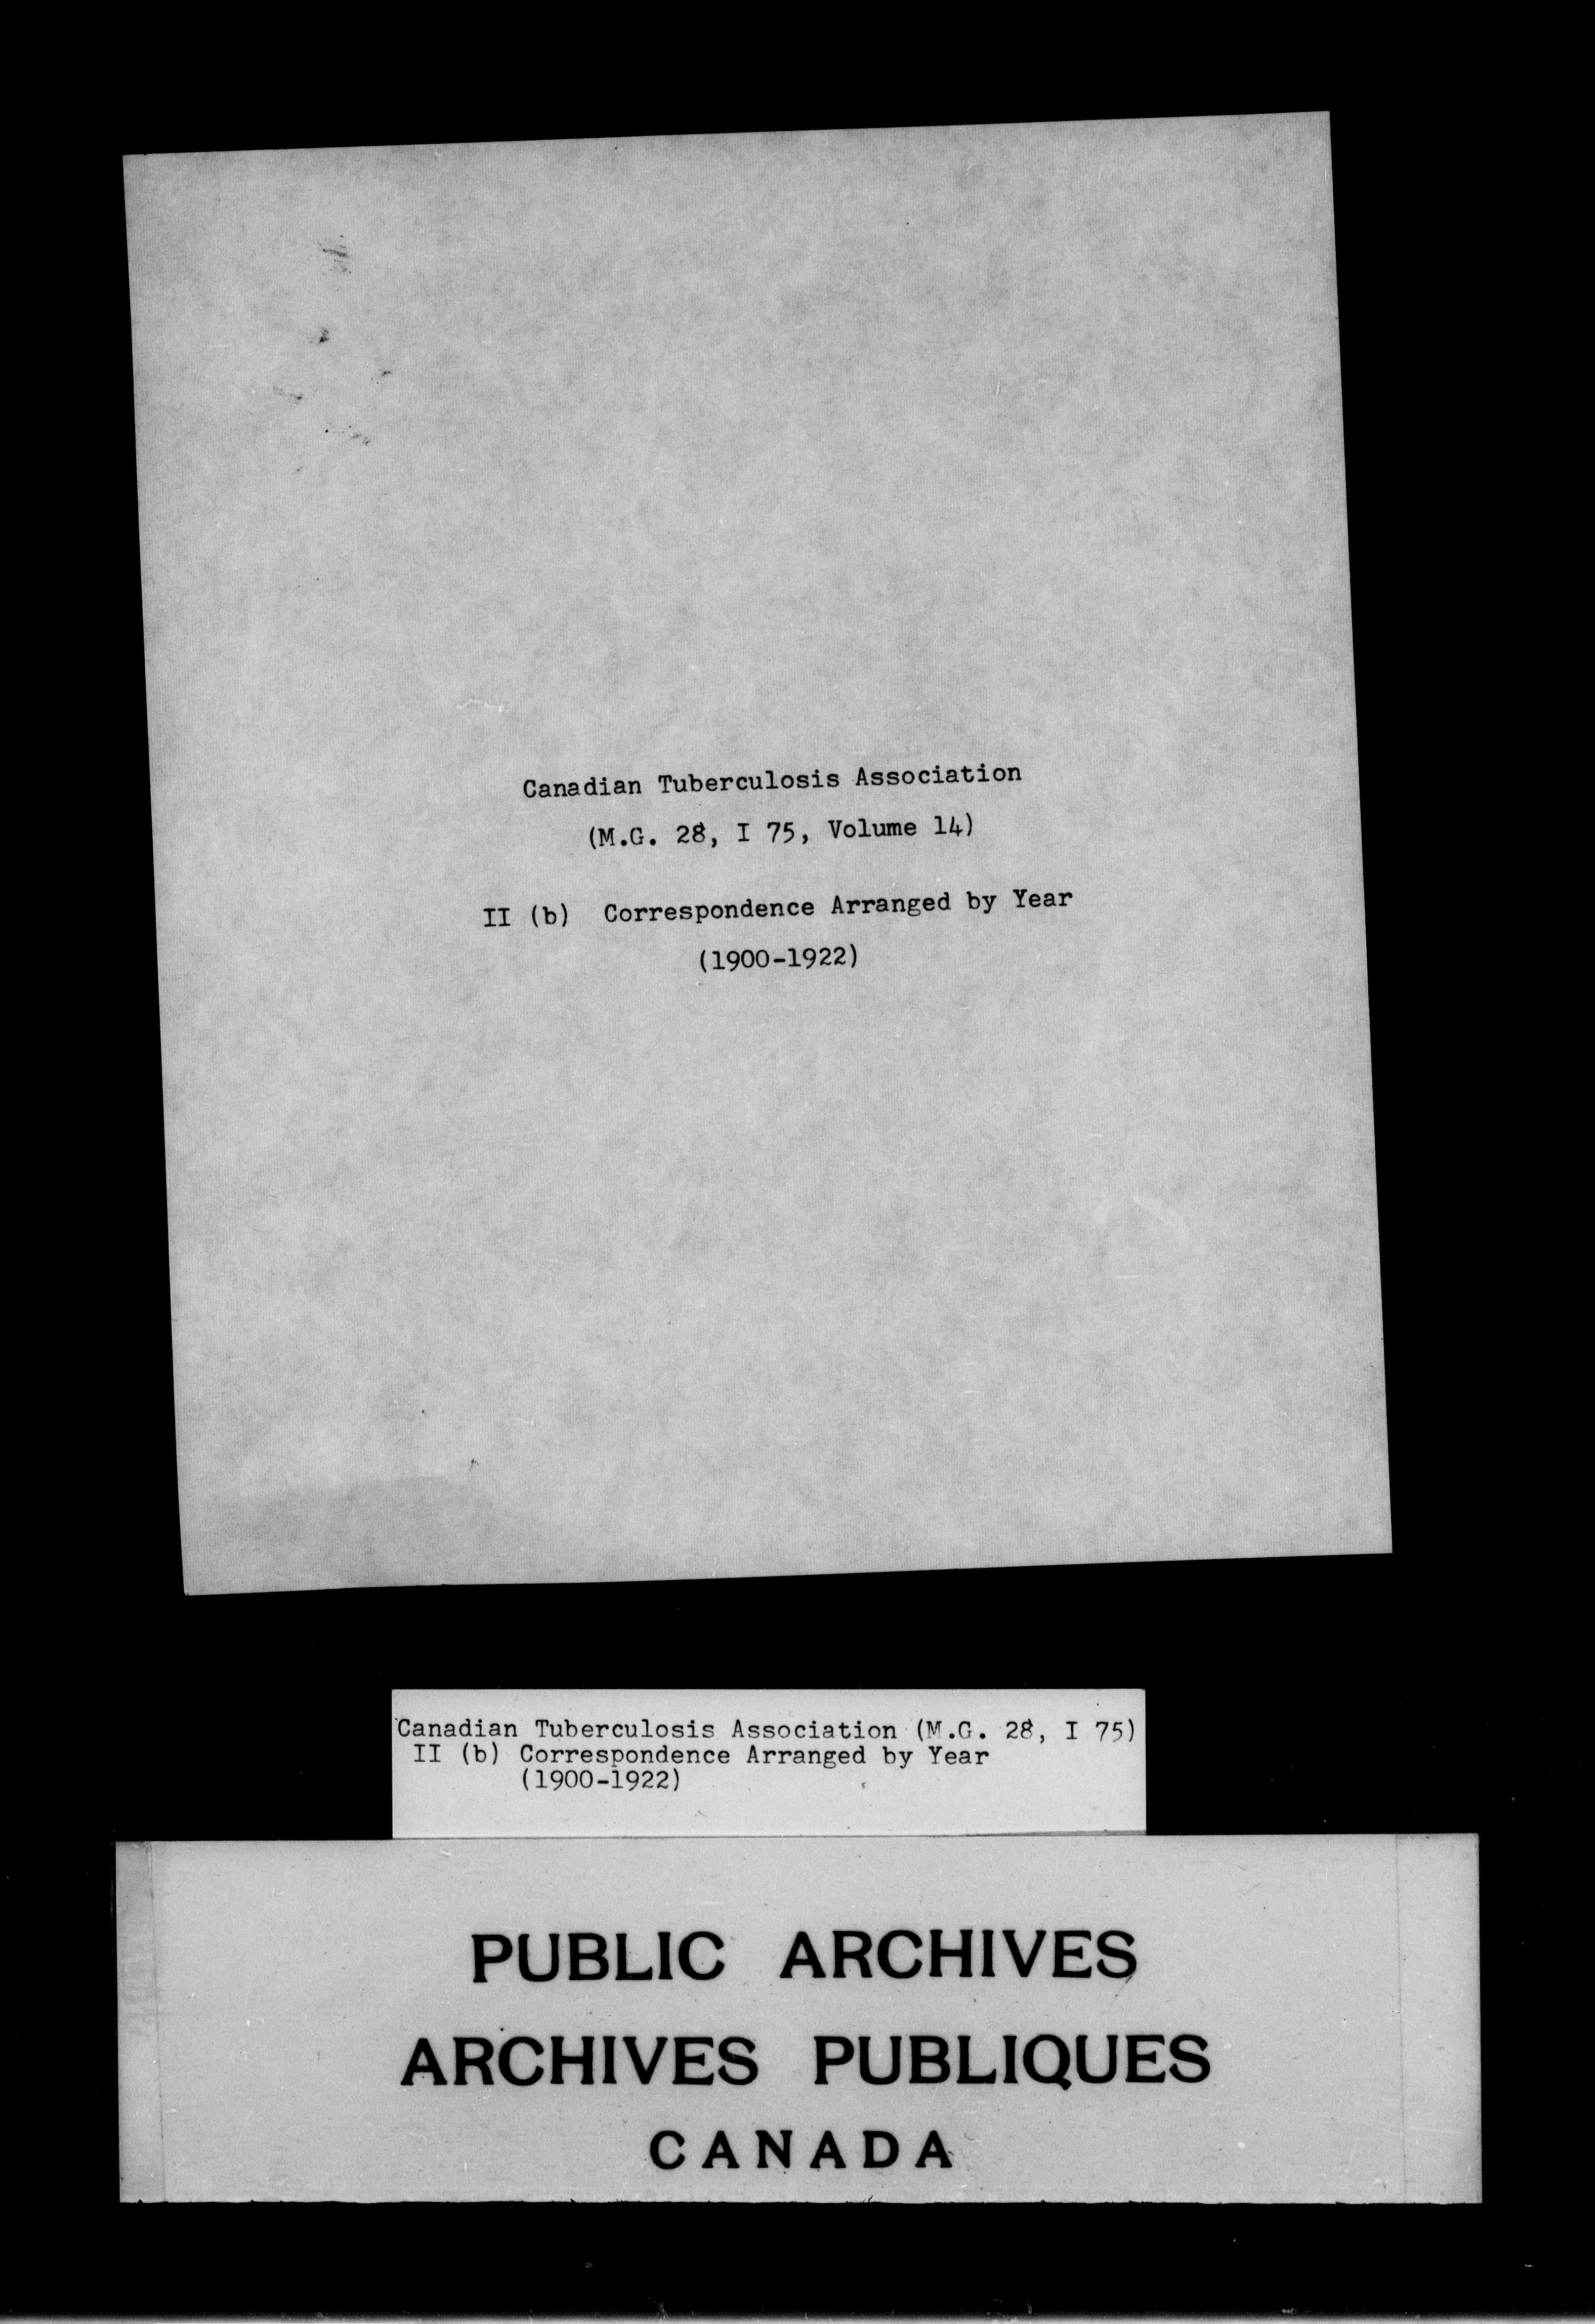 Canadian Tuberculosis Association
(M.G. 28, I 75, Volume 14)
II (b) Correspondence Arranged by Year
(1900-1922)
Canadian Tuberculosis Association (M.G. 28, I 75)
II (b) Correspondence Arranged by Year
(1900-1922)
PUBLIC ARCHIVES
ARCHIVES PUBLIQUES
CANADA